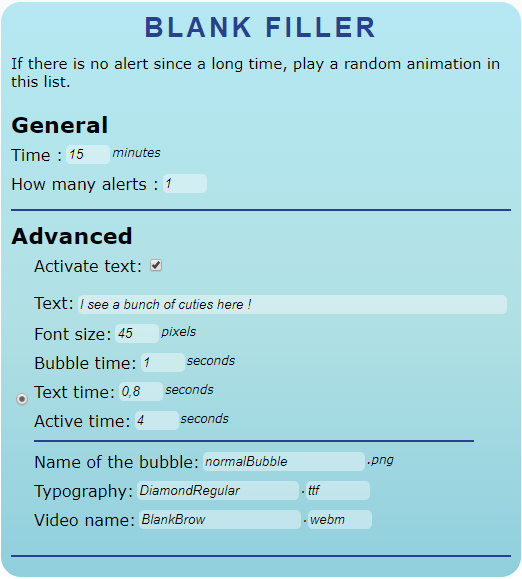 BLANK FILLER
If there is no alert since a long time, play a random animation in
this list.
General
Time : 15 minutes
How many alerts : 1
Advanced
Activate text:
Text: I see a bunch of cuties here !
Font size: 45 pixels
Bubble time: 1 seconds
Text time: 0,8 seconds
Active time: 4 seconds
Name of the bubble: normalBubble .png
Typography: DiamondRegular . ttf
Video name: BlankBrow . webm